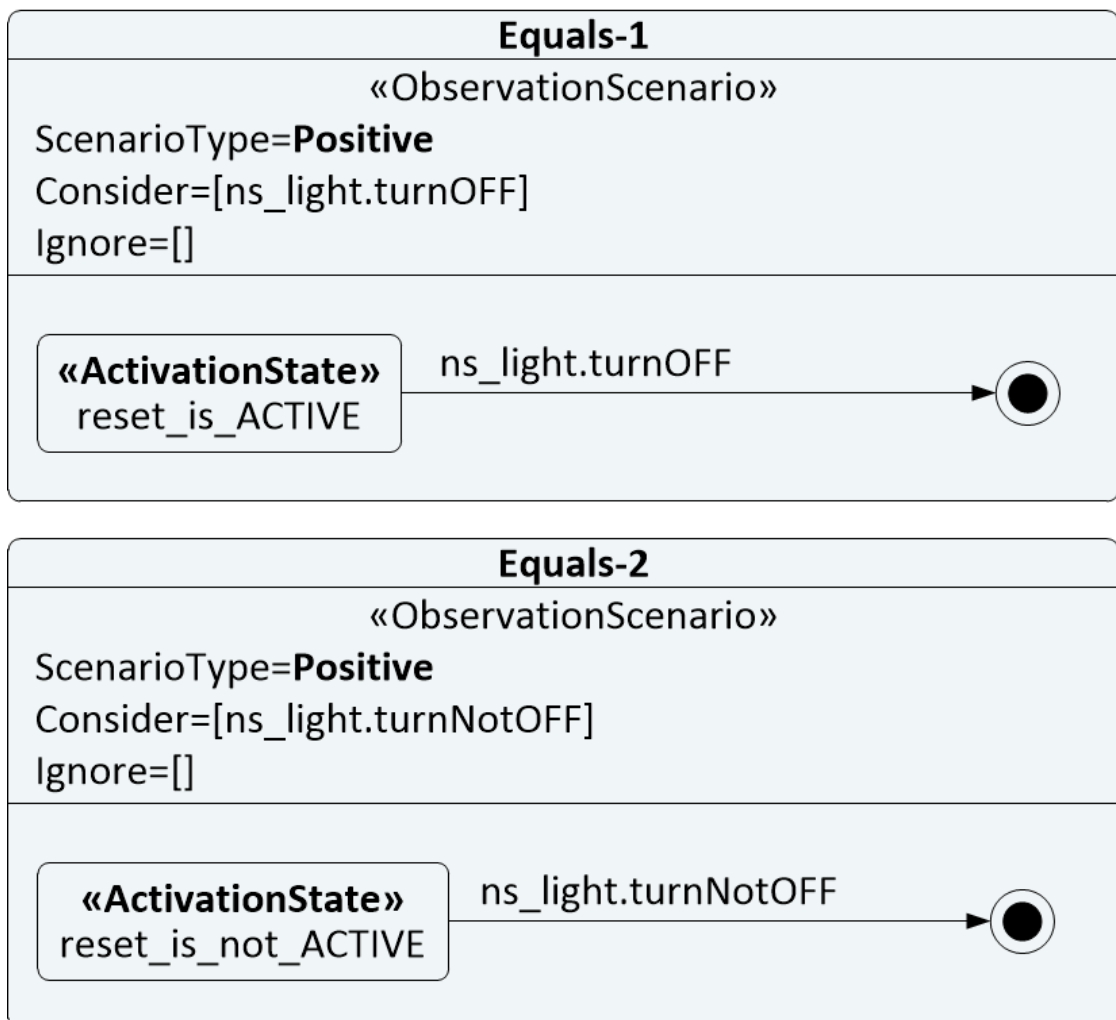 Equals-1
«ObservationScenario»
ScenarioType=Positive
Consider=[ns_light.turnOFF]
Ignore=[]
«ActivationState»
reset_is_ACTIVE
ns_light.turnOFF
Equals-2
«ObservationScenario»
ScenarioType=Positive
Consider=[ns_light.turnNotOFF]
Ignore=[]
«ActivationState»
reset_is_not_ACTIVE
ns_light.turnNotOFF